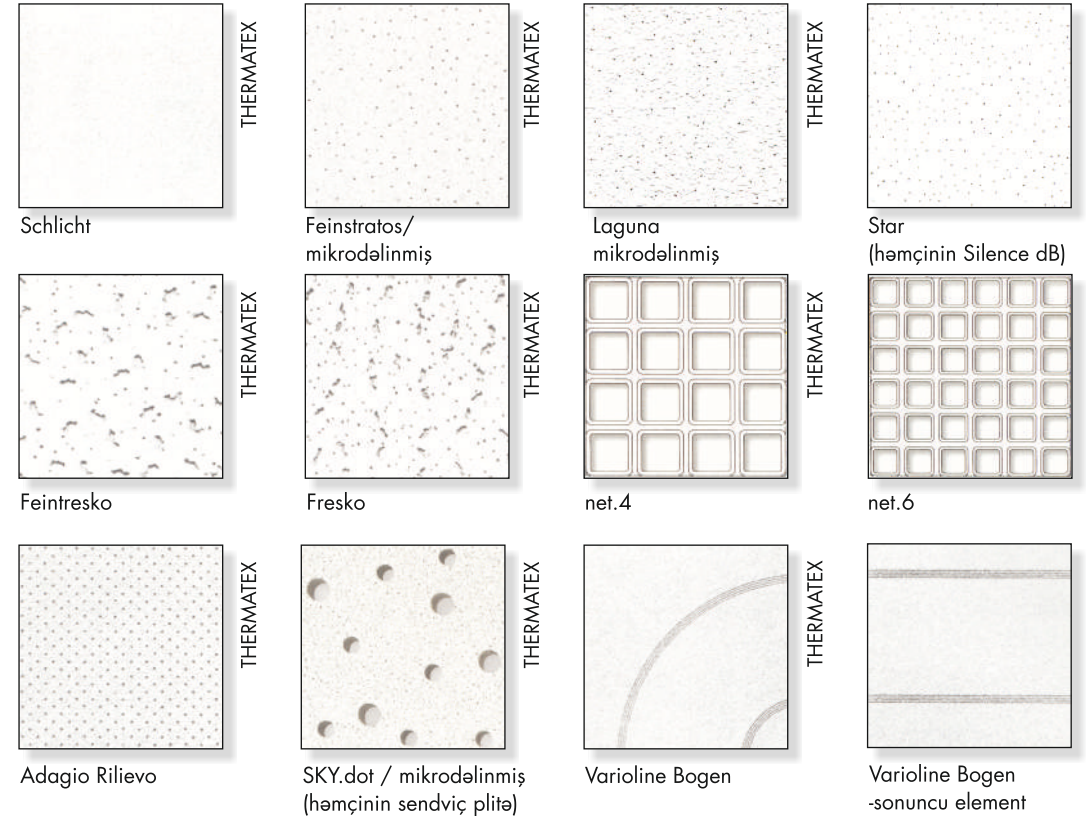 THERMATEX
THERMATEX
THERMATEX
Schlicht
Feinstratos/
mikrodəlinmiş
Laguna
mikrodəlinmiş
Star
(həmçinin Silence dB)
THERMATEX
THERMATEX
THERMATEX
Feintresko
Fresko
net.4
net.6
THERMATEX
THERMATEX
THERMATEX
Adagio Rilievo
SKY.dot / mikrodəlinmiş
(həmçinin sendviç plitə)
Varioline Bogen
Varioline Bogen
-sonuncu element